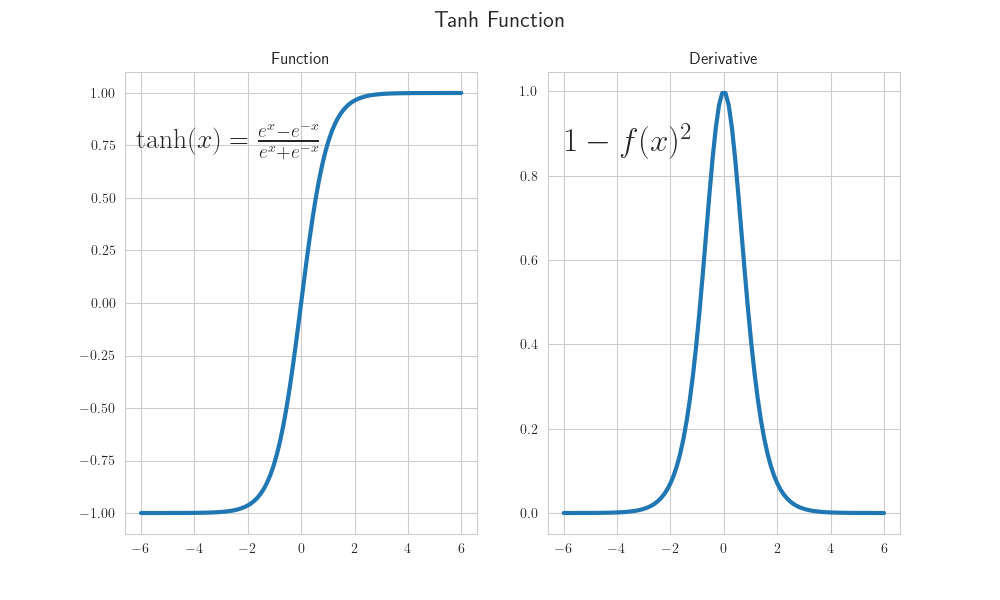 Tanh Function
Function
1.00
0.75
0.50
0.25
0.00
−0.25
−0.50
−0.75
−1.00
−6 −4 −2 0 2 4 6
tanh(x) = \frac{e^x−e^{−x}}{e^x+e^{−x}}
Derivative
1.0
0.8
0.6
0.4
0.2
0.0
−6 −4 −2 0 2 4 6
1 − f(x)^2